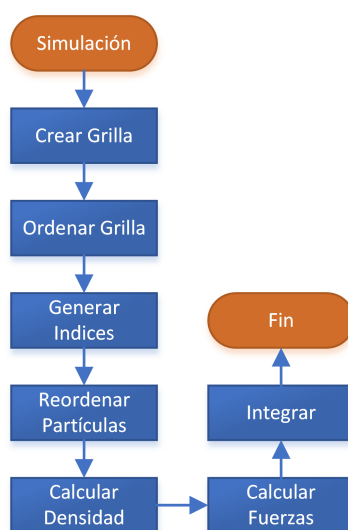 Simulación
Crear Grilla
Ordenar Grilla
Generar
Indices
Reordenar
Partículas
Calcular
Densidad
Calcular
Fuerzas
Integrar
Fin